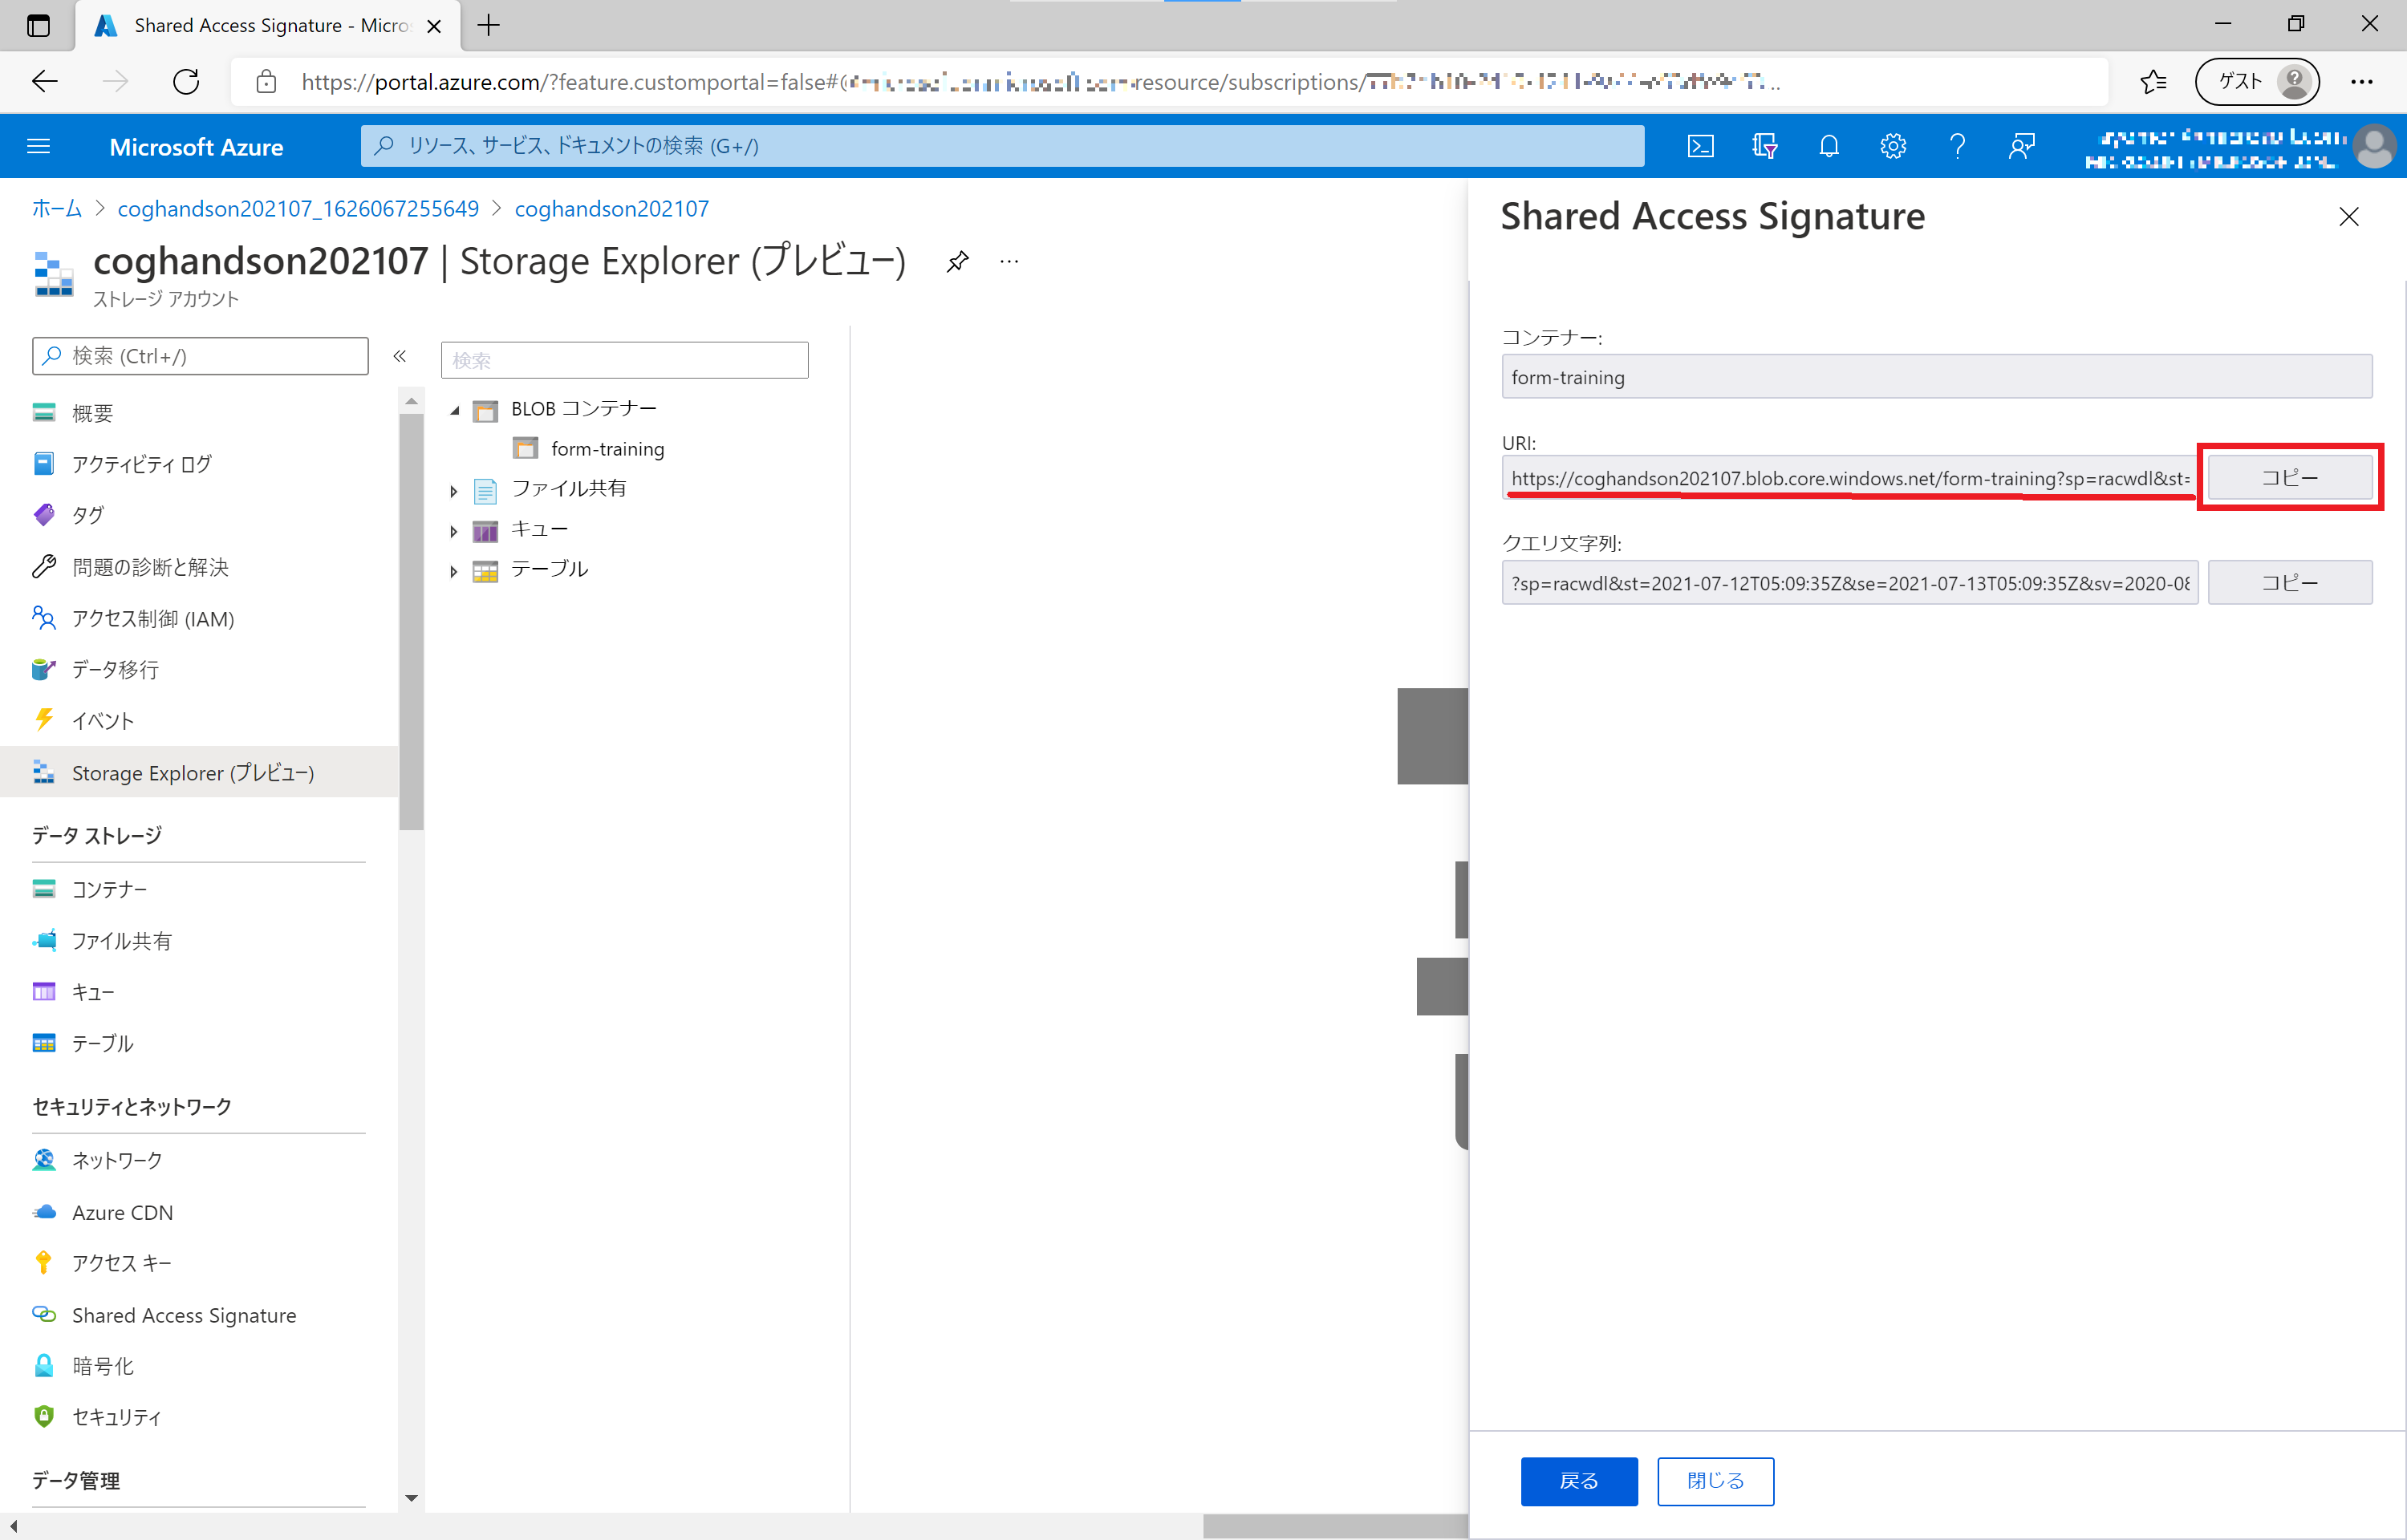 Shared Access Signature - Micro
https://portal.azure.com/?feature.customportal=false#@
resource/subscriptions/
..
ゲスト
Microsoft Azure
リソース、サービス、ドキュメントの検索 (G+/)
ホーム > coghandson202107_1626067255649 > coghandson202107
coghandson202107 | Storage Explorer (プレビュー)
ストレージ アカウント
検索 (Ctrl+/)
概要
アクティビティ ログ
タグ
問題の診断と解決
アクセス制御 (IAM)
データ移行
イベント
Storage Explorer (プレビュー)
データ ストレージ
コンテナー
ファイル共有
キュー
テーブル
セキュリティとネットワーク
ネットワーク
Azure CDN
アクセス キー
Shared Access Signature
暗号化
セキュリティ
データ管理
検索
BLOB コンテナー
form-training
ファイル共有
キュー
テーブル
Shared Access Signature
コンテナー:
form-training
URI:
https://coghandson202107.blob.core.windows.net/form-training?sp=racwdl&st=
コピー
クエリ文字列:
?sp=racwdl&st=2021-07-12T05:09:35Z&se=2021-07-13T05:09:35Z&sv=2020-08
コピー
戻る
閉じる